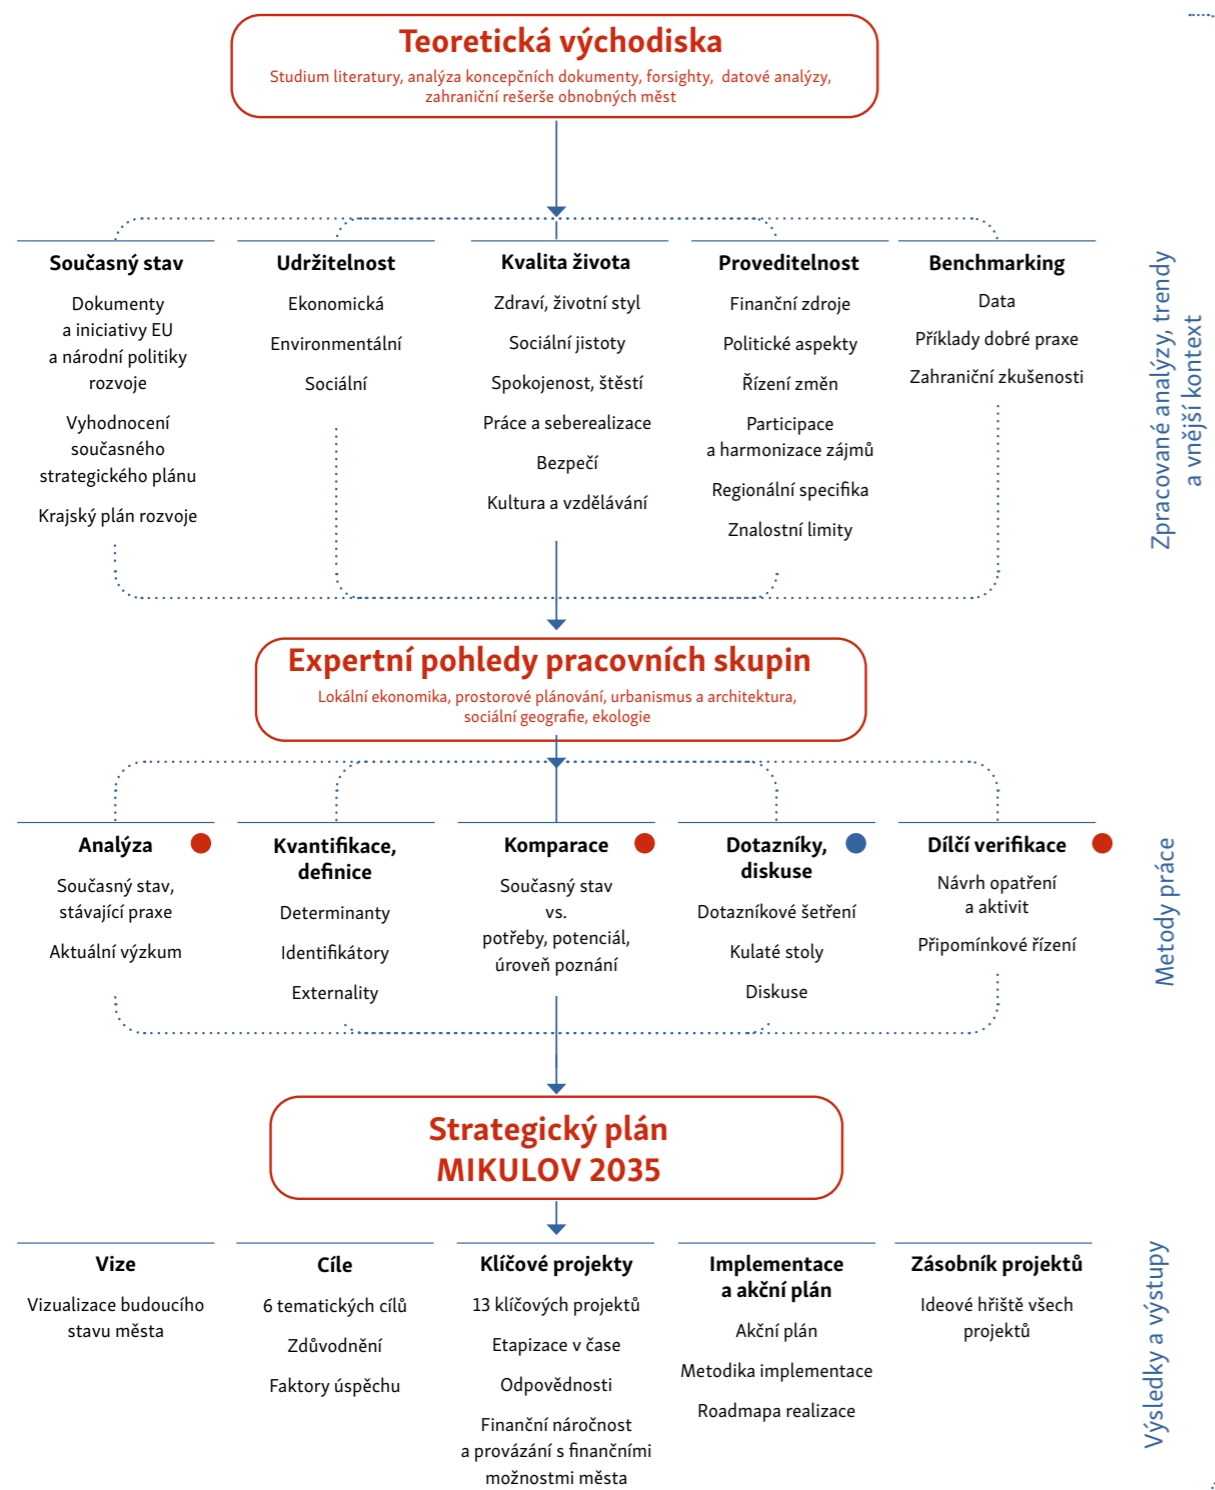 Teoretická východiska
Studium literatury, analýza koncepčních dokumenty, forsighty, datové analýzy,
zahraniční rešerše obnobných měst
Současný stav
Dokumenty
a iniciativy EU
a národní politiky
rozvoje
Vyhodnocení
současného
strategického plánu
Krajský plán rozvoje
Udržitelnost
Ekonomická
Environmentální
Sociální
Kvalita života
Zdraví, životní styl
Sociální jistoty
Spokojenost, štěstí
Práce a seberealizace
Bezpečí
Kultura a vzdělávání
Proveditelnost
Finanční zdroje
Politické aspekty
Řízení změn
Participace
a harmonizace zájmů
Regionální specifika
Znalostní limity
Benchmarking
Data
Příklady dobré praxe
Zahraniční zkušenosti
Zpracované analýzy, trendy
a vnější kontext
Expertní pohledy pracovních skupin
Lokální ekonomika, prostorové plánování, urbanismus a architektura,
sociální geografie, ekologie
Analýza
Současný stav,
stávající praxe
Aktuální výzkum
Kvantifikace,
definice
Determinanty
Identifikátory
Externality
Komparace
Současný stav
vs.
potřeby, potenciál,
úroveň poznání
Dotazníky,
diskuse
Dotazníkové šetření
Kulaté stoly
Diskuse
Dílčí verifikace
Návrh opatření
a aktivit
Připomínkové řízení
Metody práce
Strategický plán
MIKULOV 2035
Vize
Vizualizace budoucího
stavu města
Cíle
6 tematických cílů
Zdůvodnění
Faktory úspěchu
Klíčové projekty
13 klíčových projektů
Etapizace v čase
Odpovědnosti
Finanční náročnost
a provázání s finančními
možnostmi města
Implementace
a akční plán
Akční plán
Metodika implementace
Roadmapa realizace
Zásobník projektů
Ideové hřiště všech
projektů
Výsledky a výstupy